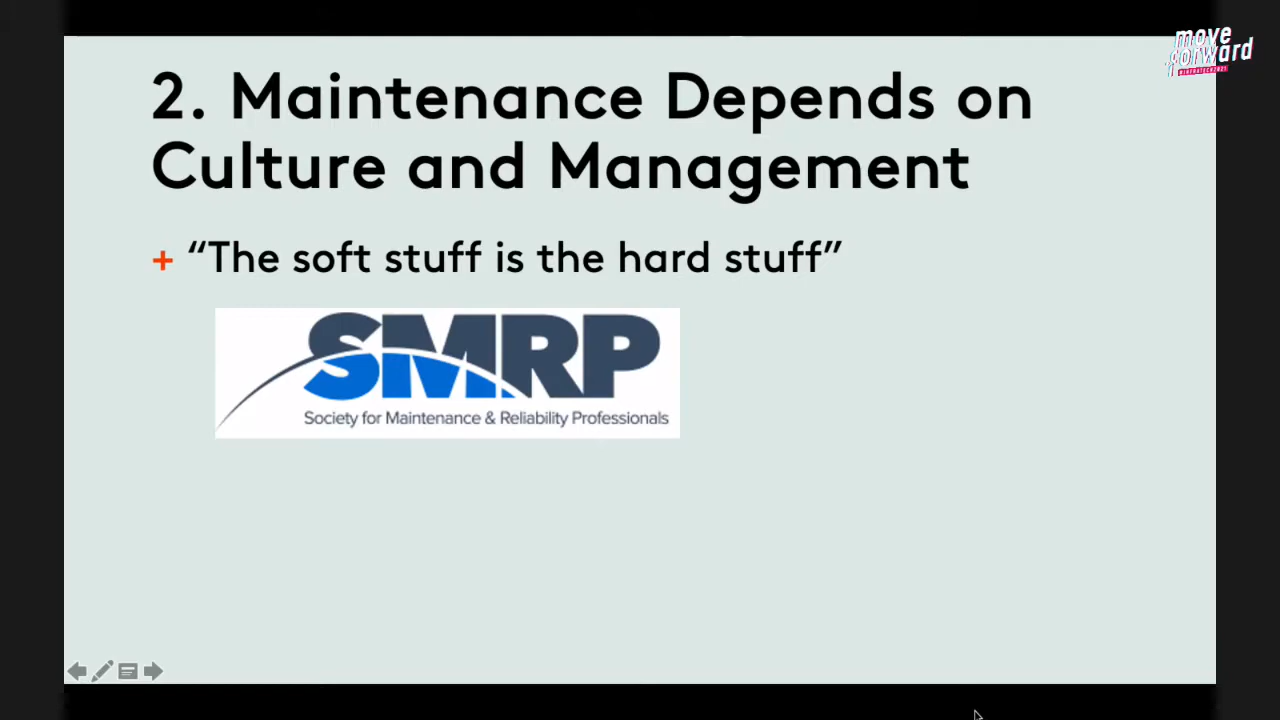 move
forward
#INFRATECH2021
2. Maintenance Depends on
Culture and Management
+ “The soft stuff is the hard stuff”
SMRP
Society for Maintenance & Reliability Professionals